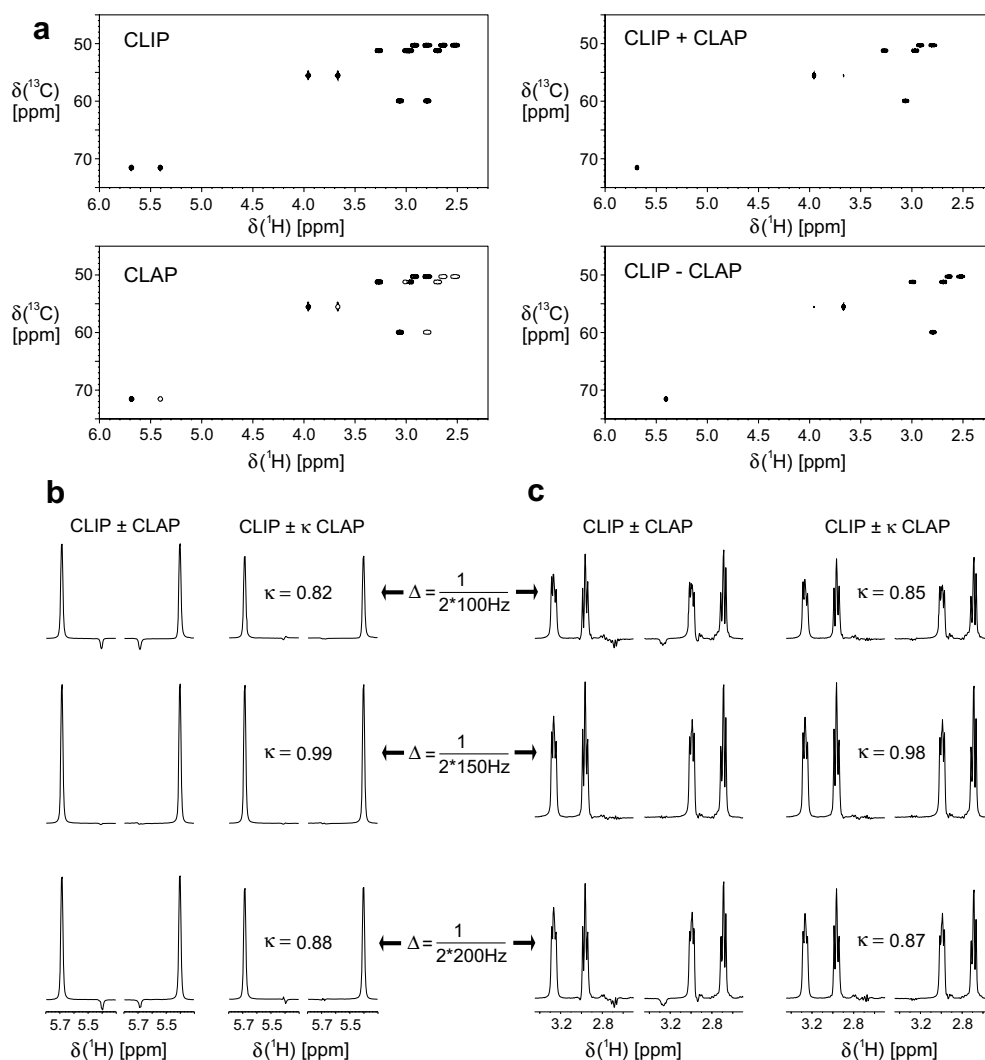 a
CLIP
50
60
70
δ(¹³C)
[ppm]
6.0 5.5 5.0 4.5 4.0 3.5 3.0 2.5
δ(¹H) [ppm]
CLIP + CLAP
50
60
70
δ(¹³C)
[ppm]
6.0 5.5 5.0 4.5 4.0 3.5 3.0 2.5
δ(¹H) [ppm]
CLAP
50
60
70
δ(¹³C)
[ppm]
6.0 5.5 5.0 4.5 4.0 3.5 3.0 2.5
δ(¹H) [ppm]
CLIP - CLAP
50
60
70
δ(¹³C)
[ppm]
6.0 5.5 5.0 4.5 4.0 3.5 3.0 2.5
δ(¹H) [ppm]
b
c
CLIP ± CLAP
CLIP ± κ CLAP
CLIP ± CLAP
CLIP ± κ CLAP
κ = 0.82
Δ = 1
2*100Hz
κ = 0.85
κ = 0.99
Δ = 1
2*150Hz
κ = 0.98
κ = 0.88
Δ = 1
2*200Hz
κ = 0.87
5.7 5.5 5.7 5.5
5.7 5.5 5.7 5.5
3.2 2.8 3.2 2.8
3.2 2.8 3.2 2.8
δ(¹H) [ppm]
δ(¹H) [ppm]
δ(¹H) [ppm]
δ(¹H) [ppm]